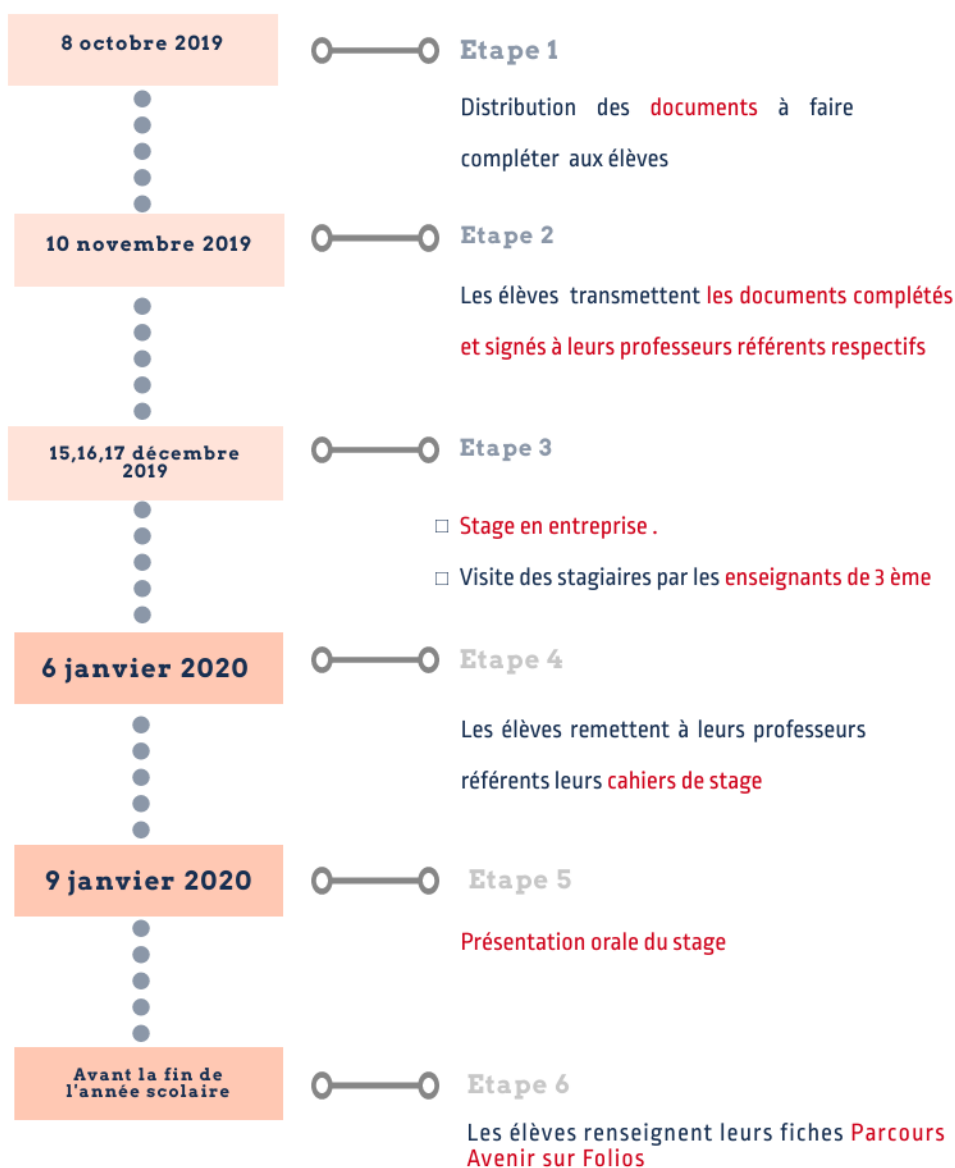 8 octobre 2019
Etape 1
Distribution des documents à faire
compléter aux élèves
10 novembre 2019
Etape 2
Les élèves transmettent les documents complétés
et signés à leurs professeurs référents respectifs
15,16,17 décembre
2019
Etape 3
□ Stage en entreprise .
□ Visite des stagiaires par les enseignants de 3 ème
6 janvier 2020
Etape 4
Les élèves remettent à leurs professeurs
référents leurs cahiers de stage
9 janvier 2020
Etape 5
Présentation orale du stage
Avant la fin de
l'année scolaire
Etape 6
Les élèves renseignent leurs fiches Parcours
Avenir sur Folios